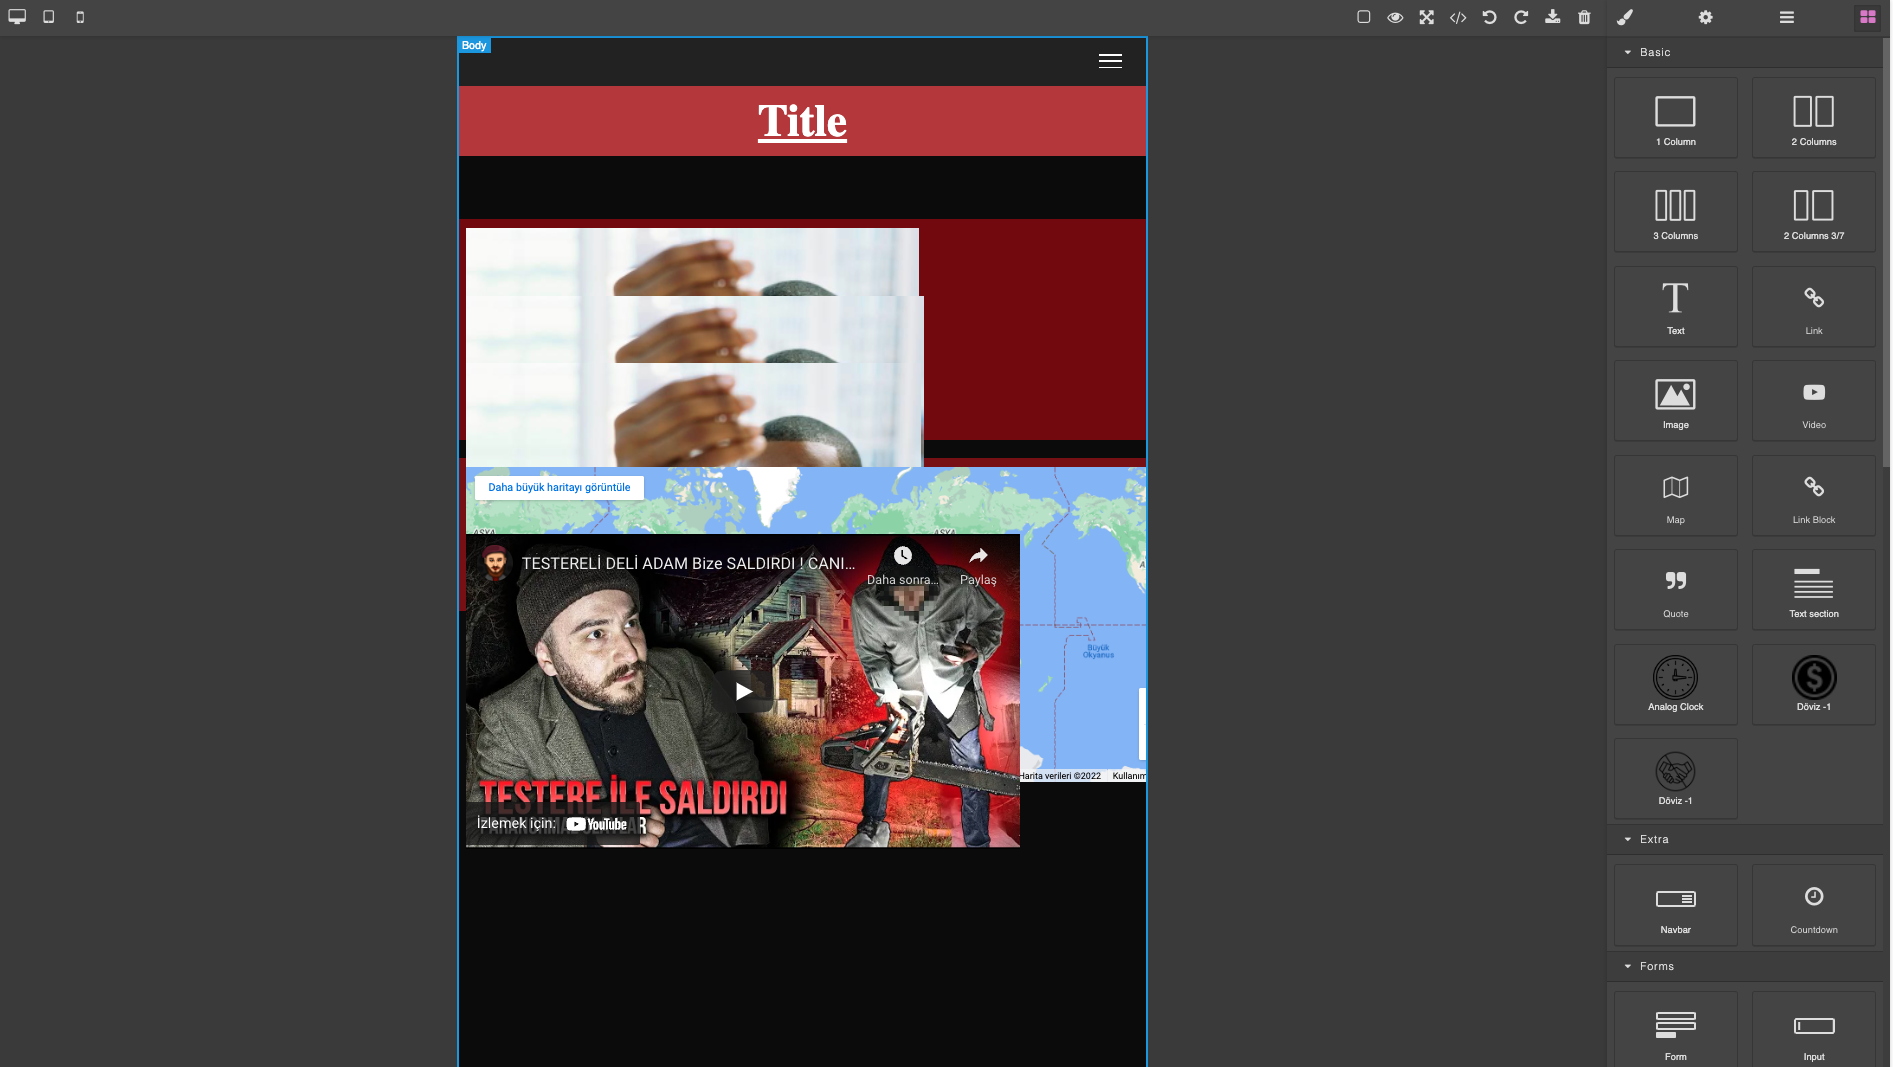 Body
Title
Daha büyük haritayı görüntüle
ASYA
ASYA
TESTERELİ DELİ ADAM Bize SALDIRDI ! CANI...
Daha sonra...
Paylaş
Büyük
Okyanus
TESTERE İLE SALDIRDI
İzlemek için:
YouTube
Harita verileri ©2022
Kullanım
Basic
1 Column
2 Columns
3 Columns
2 Columns 3/7
Text
Link
Image
Video
Map
Link Block
Quote
Text section
Analog Clock
Döviz -1
Döviz -1
Extra
Navbar
Countdown
Forms
Form
Input